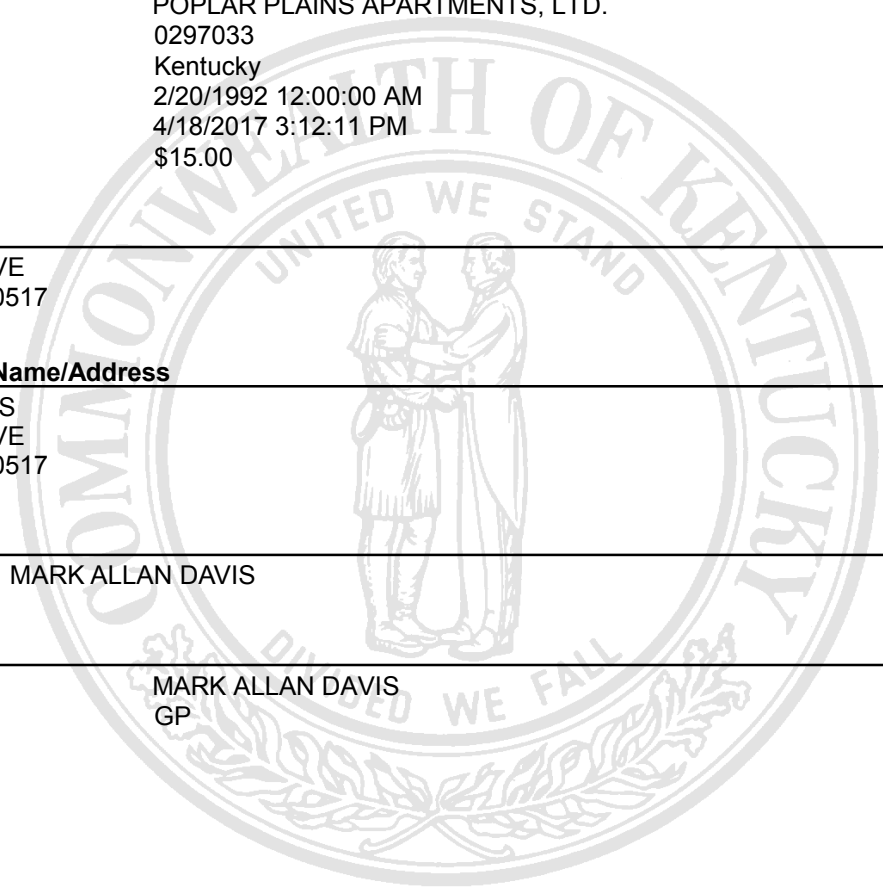 POPLAR PLAINS APARTMENTS, LTD.
0297033
Kentucky
2/20/1992 12:00:00 AM
4/18/2017 3:12:11 PM
$15.00
VE
0517
Name/Address
S
VE
0517
MARK ALLAN DAVIS
MARK ALLAN DAVIS
GP
COMMONWEALTH OF KENTUCKY
UNITED WE STAND
DIVIDED WE FALL